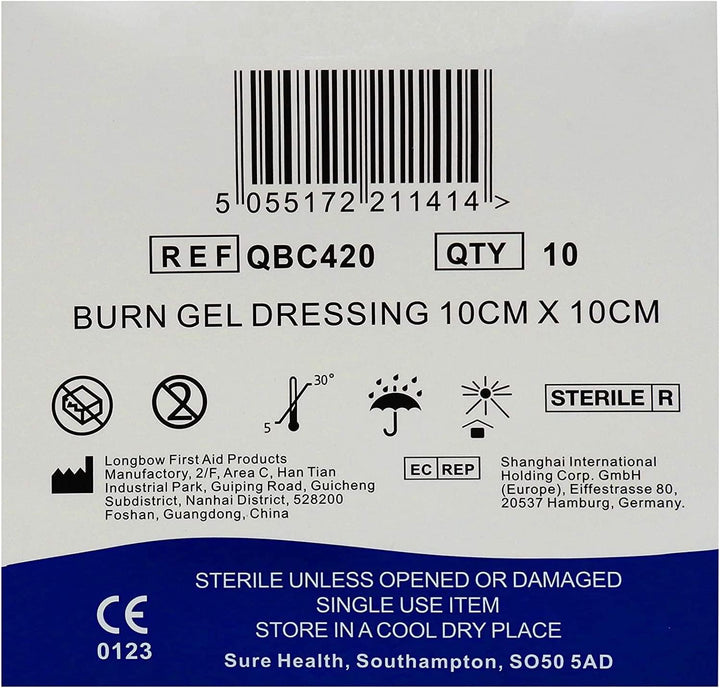 5 055172 211414 >
REF QBC420 QTY 10
BURN GEL DRESSING 10CM X 10CM
2
5 30°
STERILE R
Longbow First Aid Products
Manufactory, 2/F, Area C, Han Tian
Industrial Park, Guiping Road, Guicheng
Subdistrict, Nanhai District, 528200
Foshan, Guangdong, China
EC REP
Shanghai International
Holding Corp. GmbH
(Europe), Eiffestrasse 80,
20537 Hamburg, Germany.
CE
0123
STERILE UNLESS OPENED OR DAMAGED
SINGLE USE ITEM
STORE IN A COOL DRY PLACE
Sure Health, Southampton, SO50 5AD